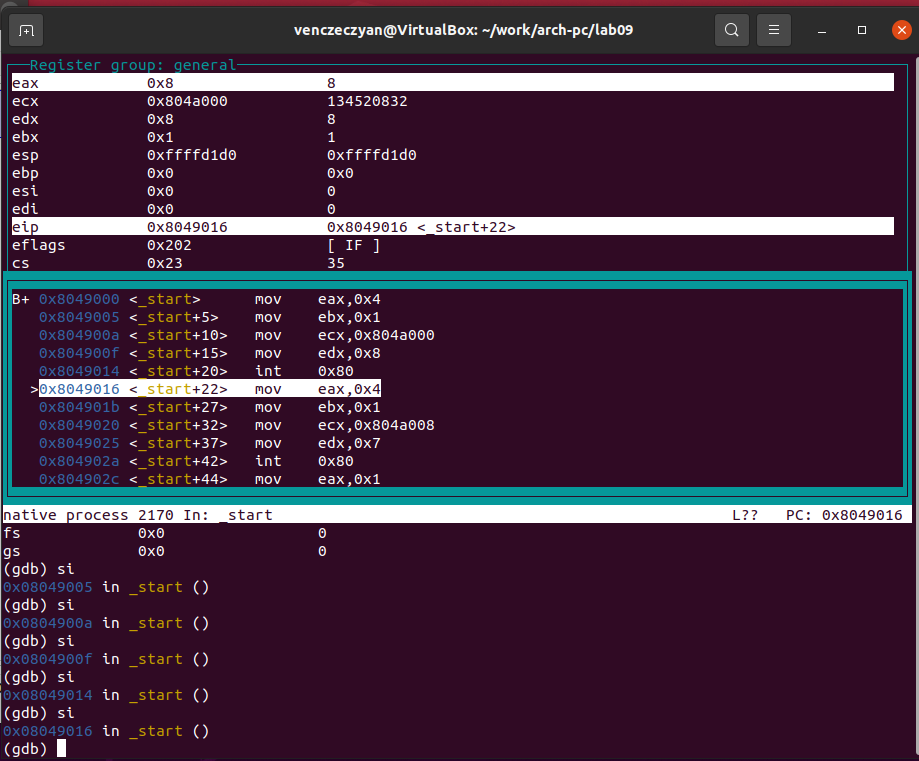 venczeczyan@VirtualBox: ~/work/arch-pc/lab09
Register group: general
eax 0x8 8
ecx 0x804a000 134520832
edx 0x8 8
ebx 0x1 1
esp 0xffffd1d0 0xffffd1d0
ebp 0x0 0x0
esi 0x0 0
edi 0x0 0
eip 0x8049016 0x8049016 <_start+22>
eflags 0x202 [ IF ]
cs 0x23 35
B+ 0x8049000 <_start> mov eax,0x4
0x8049005 <_start+5> mov ebx,0x1
0x804900a <_start+10> mov ecx,0x804a000
0x804900f <_start+15> mov edx,0x8
0x8049014 <_start+20> int 0x80
>0x8049016 <_start+22> mov eax,0x4
0x804901b <_start+27> mov ebx,0x1
0x8049020 <_start+32> mov ecx,0x804a008
0x8049025 <_start+37> mov edx,0x7
0x804902a <_start+42> int 0x80
0x804902c <_start+44> mov eax,0x1
native process 2170 In: _start L?? PC: 0x8049016
fs 0x0 0
gs 0x0 0
(gdb) si
0x08049005 in _start ()
(gdb) si
0x0804900a in _start ()
(gdb) si
0x0804900f in _start ()
(gdb) si
0x08049014 in _start ()
(gdb) si
0x08049016 in _start ()
(gdb)